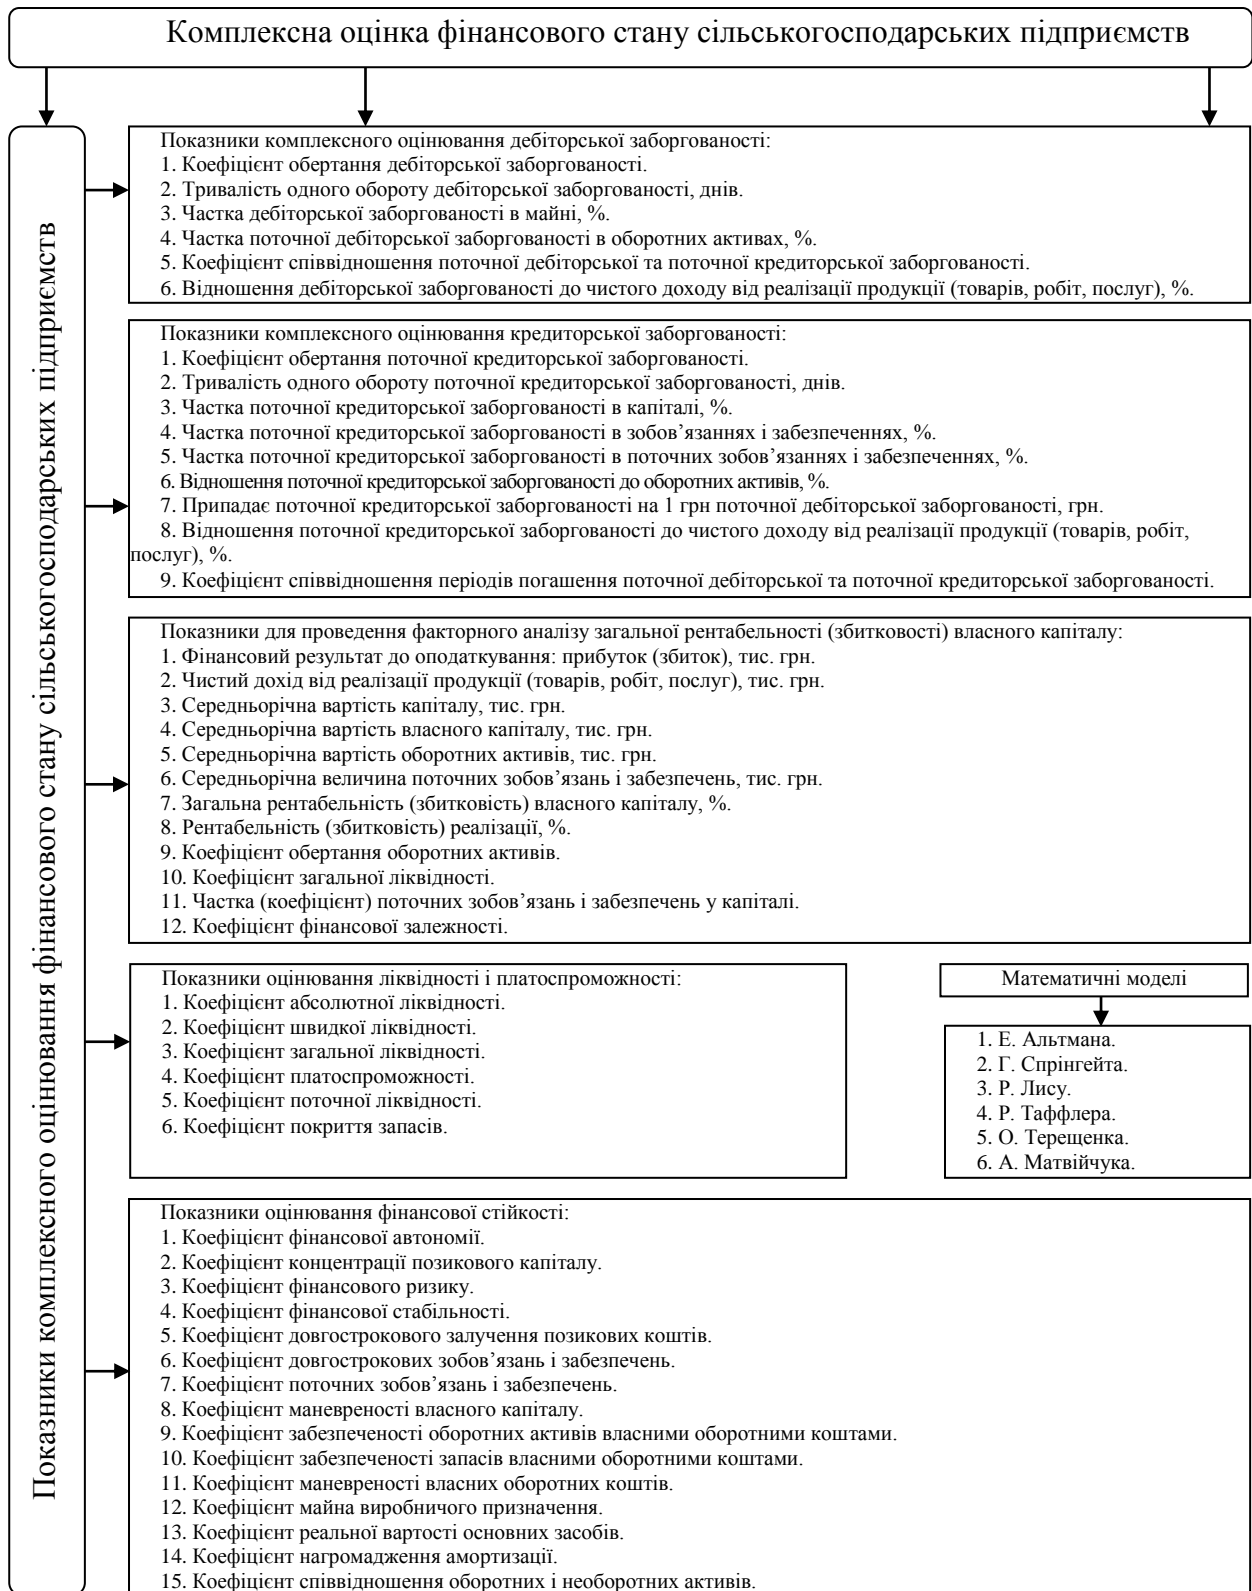 Комплексна оцінка фінансового стану сільськогосподарських підприємств
Показники комплексного оцінювання фінансового стану сільськогосподарських підприємств
Показники комплексного оцінювання дебіторської заборгованості:
1. Коефіцієнт обертання дебіторської заборгованості.
2. Тривалість одного обороту дебіторської заборгованості, днів.
3. Частка дебіторської заборгованості в майні, %.
4. Частка поточної дебіторської заборгованості в оборотних активах, %.
5. Коефіцієнт співвідношення поточної дебіторської та поточної кредиторської заборгованості.
6. Відношення дебіторської заборгованості до чистого доходу від реалізації продукції (товарів, робіт, послуг), %.
Показники комплексного оцінювання кредиторської заборгованості:
1. Коефіцієнт обертання поточної кредиторської заборгованості.
2. Тривалість одного обороту поточної кредиторської заборгованості, днів.
3. Частка поточної кредиторської заборгованості в капіталі, %.
4. Частка поточної кредиторської заборгованості в зобов’язаннях і забезпеченнях, %.
5. Частка поточної кредиторської заборгованості в поточних зобов’язаннях і забезпеченнях, %.
6. Відношення поточної кредиторської заборгованості до оборотних активів, %.
7. Припадає поточної кредиторської заборгованості на 1 грн поточної дебіторської заборгованості, грн.
8. Відношення поточної кредиторської заборгованості до чистого доходу від реалізації продукції (товарів, робіт,
послуг), %.
9. Коефіцієнт співвідношення періодів погашення поточної дебіторської та поточної кредиторської заборгованості.
Показники для проведення факторного аналізу загальної рентабельності (збитковості) власного капіталу:
1. Фінансовий результат до оподаткування: прибуток (збиток), тис. грн.
2. Чистий дохід від реалізації продукції (товарів, робіт, послуг), тис. грн.
3. Середньорічна вартість капіталу, тис. грн.
4. Середньорічна вартість власного капіталу, тис. грн.
5. Середньорічна вартість оборотних активів, тис. грн.
6. Середньорічна величина поточних зобов’язань і забезпечень, тис. грн.
7. Загальна рентабельність (збитковість) власного капіталу, %.
8. Рентабельність (збитковість) реалізації, %.
9. Коефіцієнт обертання оборотних активів.
10. Коефіцієнт загальної ліквідності.
11. Частка (коефіцієнт) поточних зобов’язань і забезпечень у капіталі.
12. Коефіцієнт фінансової залежності.
Показники оцінювання ліквідності і платоспроможності:
1. Коефіцієнт абсолютної ліквідності.
2. Коефіцієнт швидкої ліквідності.
3. Коефіцієнт загальної ліквідності.
4. Коефіцієнт платоспроможності.
5. Коефіцієнт поточної ліквідності.
6. Коефіцієнт покриття запасів.
Математичні моделі
1. Е. Альтмана.
2. Г. Спрінгейта.
3. Р. Лису.
4. Р. Таффлера.
5. О. Терещенка.
6. А. Матвійчука.
Показники оцінювання фінансової стійкості:
1. Коефіцієнт фінансової автономії.
2. Коефіцієнт концентрації позикового капіталу.
3. Коефіцієнт фінансового ризику.
4. Коефіцієнт фінансової стабільності.
5. Коефіцієнт довгострокового залучення позикових коштів.
6. Коефіцієнт довгострокових зобов’язань і забезпечень.
7. Коефіцієнт поточних зобов’язань і забезпечень.
8. Коефіцієнт маневреності власного капіталу.
9. Коефіцієнт забезпеченості оборотних активів власними оборотними коштами.
10. Коефіцієнт забезпеченості запасів власними оборотними коштами.
11. Коефіцієнт маневреності власних оборотних коштів.
12. Коефіцієнт майна виробничого призначення.
13. Коефіцієнт реальної вартості основних засобів.
14. Коефіцієнт нагромадження амортизації.
15. Коефіцієнт співвідношення оборотних і необоротних активів.